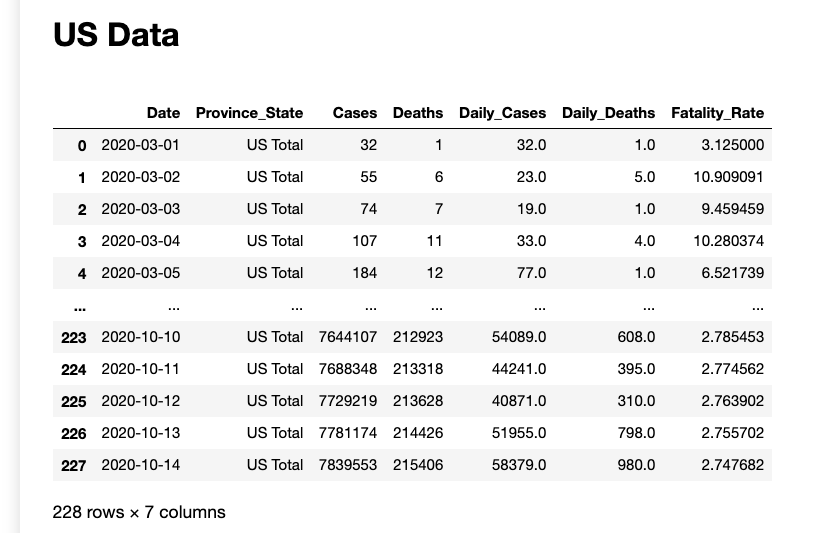 US Data
Date Province_State Cases Deaths Daily_Cases Daily_Deaths Fatality_Rate
0 2020-03-01 US Total 32 1 32.0 1.0 3.125000
1 2020-03-02 US Total 55 6 23.0 5.0 10.909091
2 2020-03-03 US Total 74 7 19.0 1.0 9.459459
3 2020-03-04 US Total 107 11 33.0 4.0 10.280374
4 2020-03-05 US Total 184 12 77.0 1.0 6.521739
... ... ... ... ... ... ... ...
223 2020-10-10 US Total 7644107 212923 54089.0 608.0 2.785453
224 2020-10-11 US Total 7688348 213318 44241.0 395.0 2.774562
225 2020-10-12 US Total 7729219 213628 40871.0 310.0 2.763902
226 2020-10-13 US Total 7781174 214426 51955.0 798.0 2.755702
227 2020-10-14 US Total 7839553 215406 58379.0 980.0 2.747682
228 rows × 7 columns